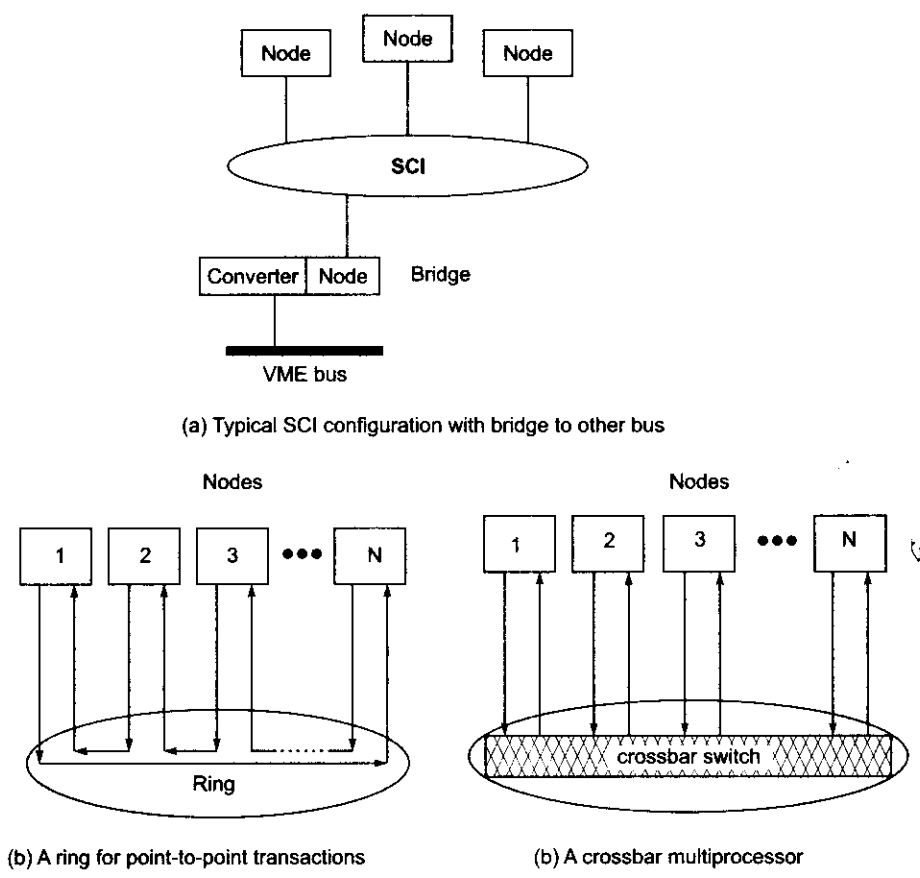 Node
Node
Node
SCI
Converter
Node
Bridge
VME bus
(a) Typical SCI configuration with bridge to other bus
Nodes
1
2
3
•••
N
Ring
(b) A ring for point-to-point transactions
Nodes
1
2
3
•••
N
crossbar switch
(b) A crossbar multiprocessor